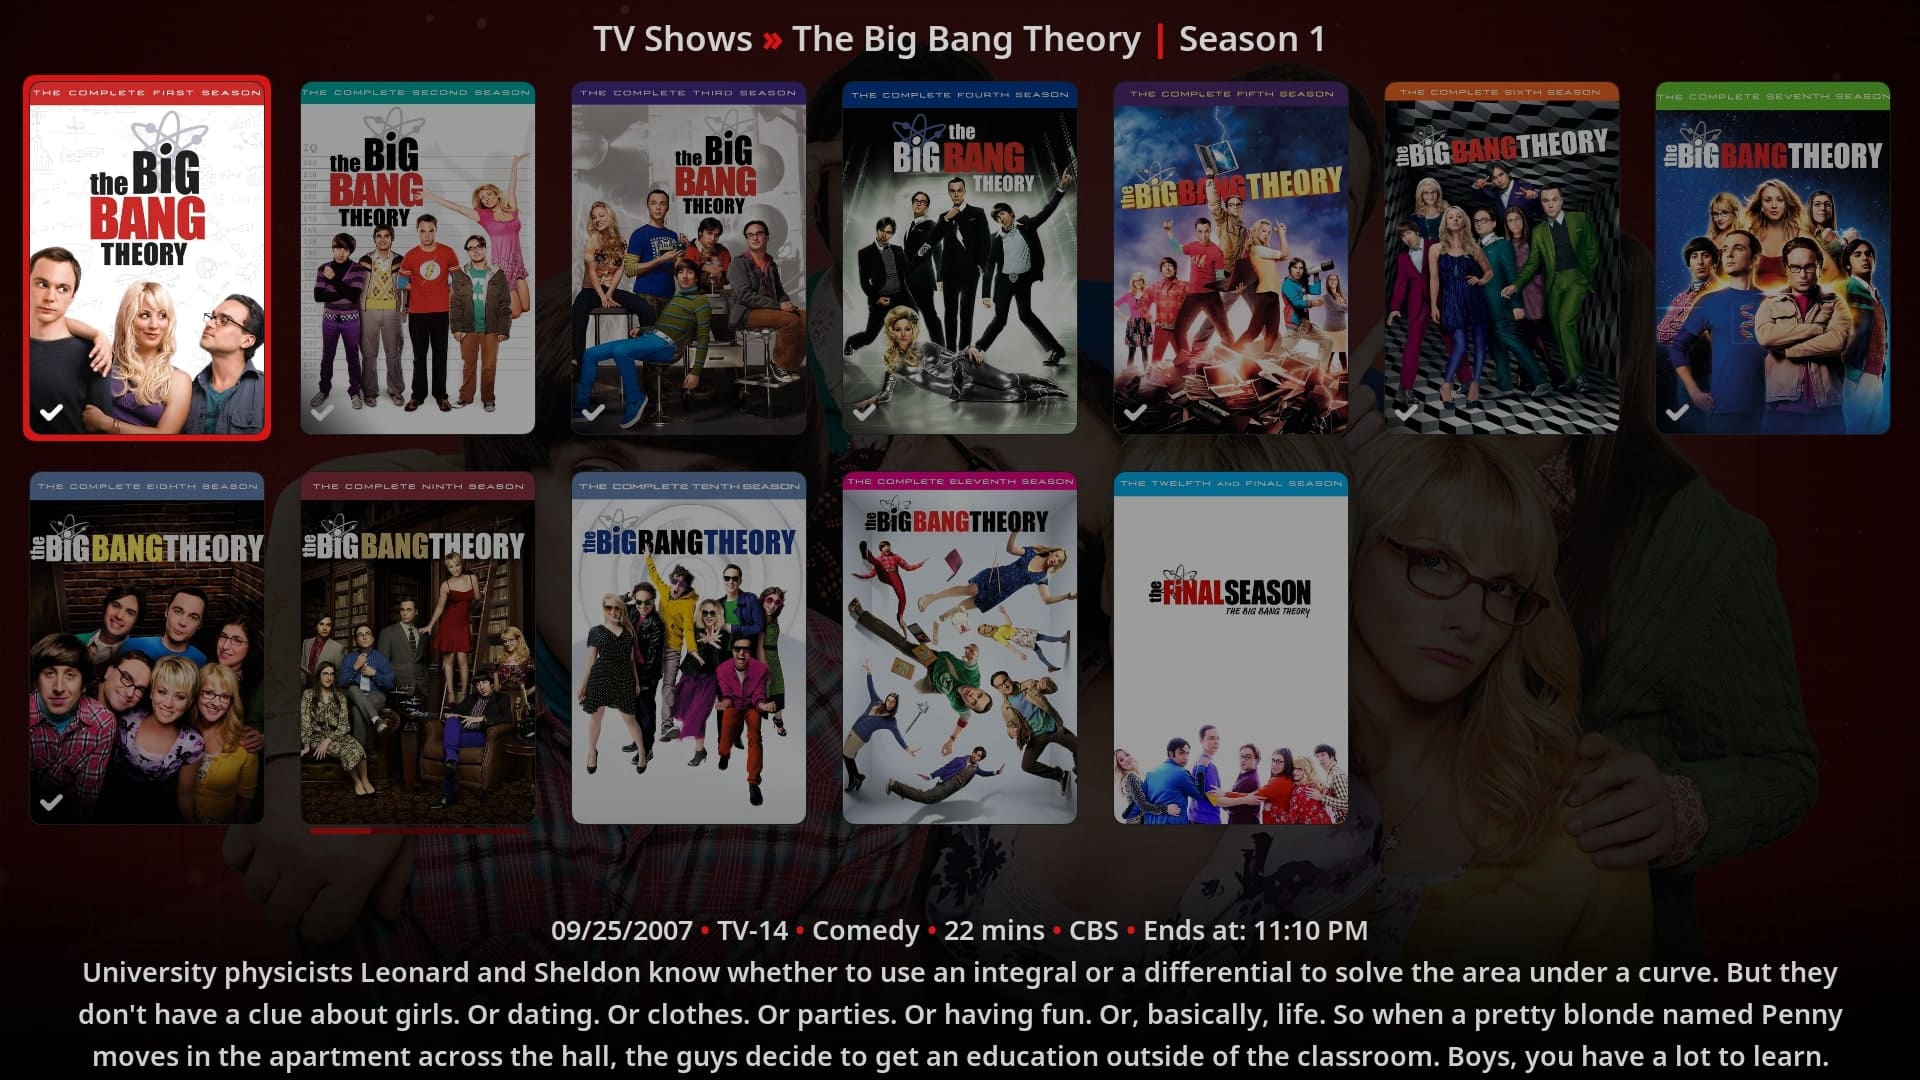 TV Shows » The Big Bang Theory | Season 1
THE COMPLETE FIRST SEASON
the BiG
BANG
THEORY
THE COMPLETE SECOND SEASON
IQ
the BiG
BANG
THEORY
THE COMPLETE THIRD SEASON
the BiG
BANG
THEORY
THE COMPLETE FOURTH SEASON
the
BiG BANG
THEORY
THE COMPLETE FIFTH SEASON
the BiG BANG THEORY
THE COMPLETE SIXTH SEASON
the BiG BANG THEORY
THE COMPLETE SEVENTH SEASON
the BiG BANG THEORY
THE COMPLETE EIGHTH SEASON
the BiG BANG THEORY
THE COMPLETE NINTH SEASON
the BiG BANG THEORY
THE COMPLETE TENTH SEASON
the BiG BANG THEORY
THE COMPLETE ELEVENTH SEASON
the BiG BANG THEORY
THE TWELFTH AND FINAL SEASON
the FiNAL SEASON
THE BIG BANG THEORY
09/25/2007 • TV-14 • Comedy • 22 mins • CBS • Ends at: 11:10 PM
University physicists Leonard and Sheldon know whether to use an integral or a differential to solve the area under a curve. But they
don't have a clue about girls. Or dating. Or clothes. Or parties. Or having fun. Or, basically, life. So when a pretty blonde named Penny
moves in the apartment across the hall, the guys decide to get an education outside of the classroom. Boys, you have a lot to learn.